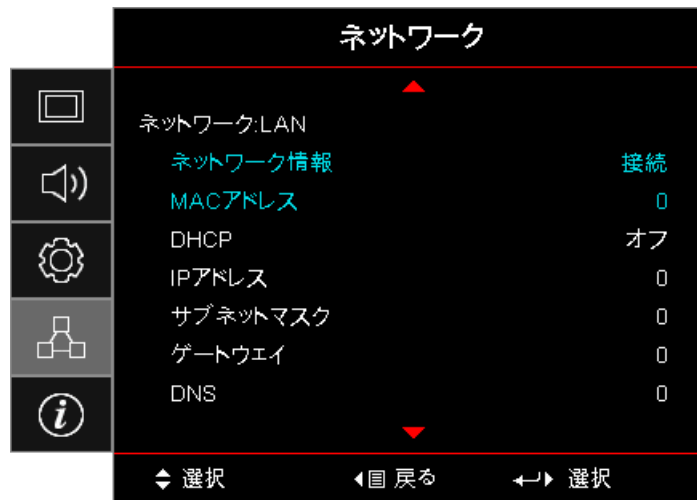 ネットワーク
ネットワーク:LAN
ネットワーク情報 接続
MACアドレス 0
DHCP オフ
IPアドレス 0
サブネットマスク 0
ゲートウエイ 0
DNS 0
選択 戻る 選択